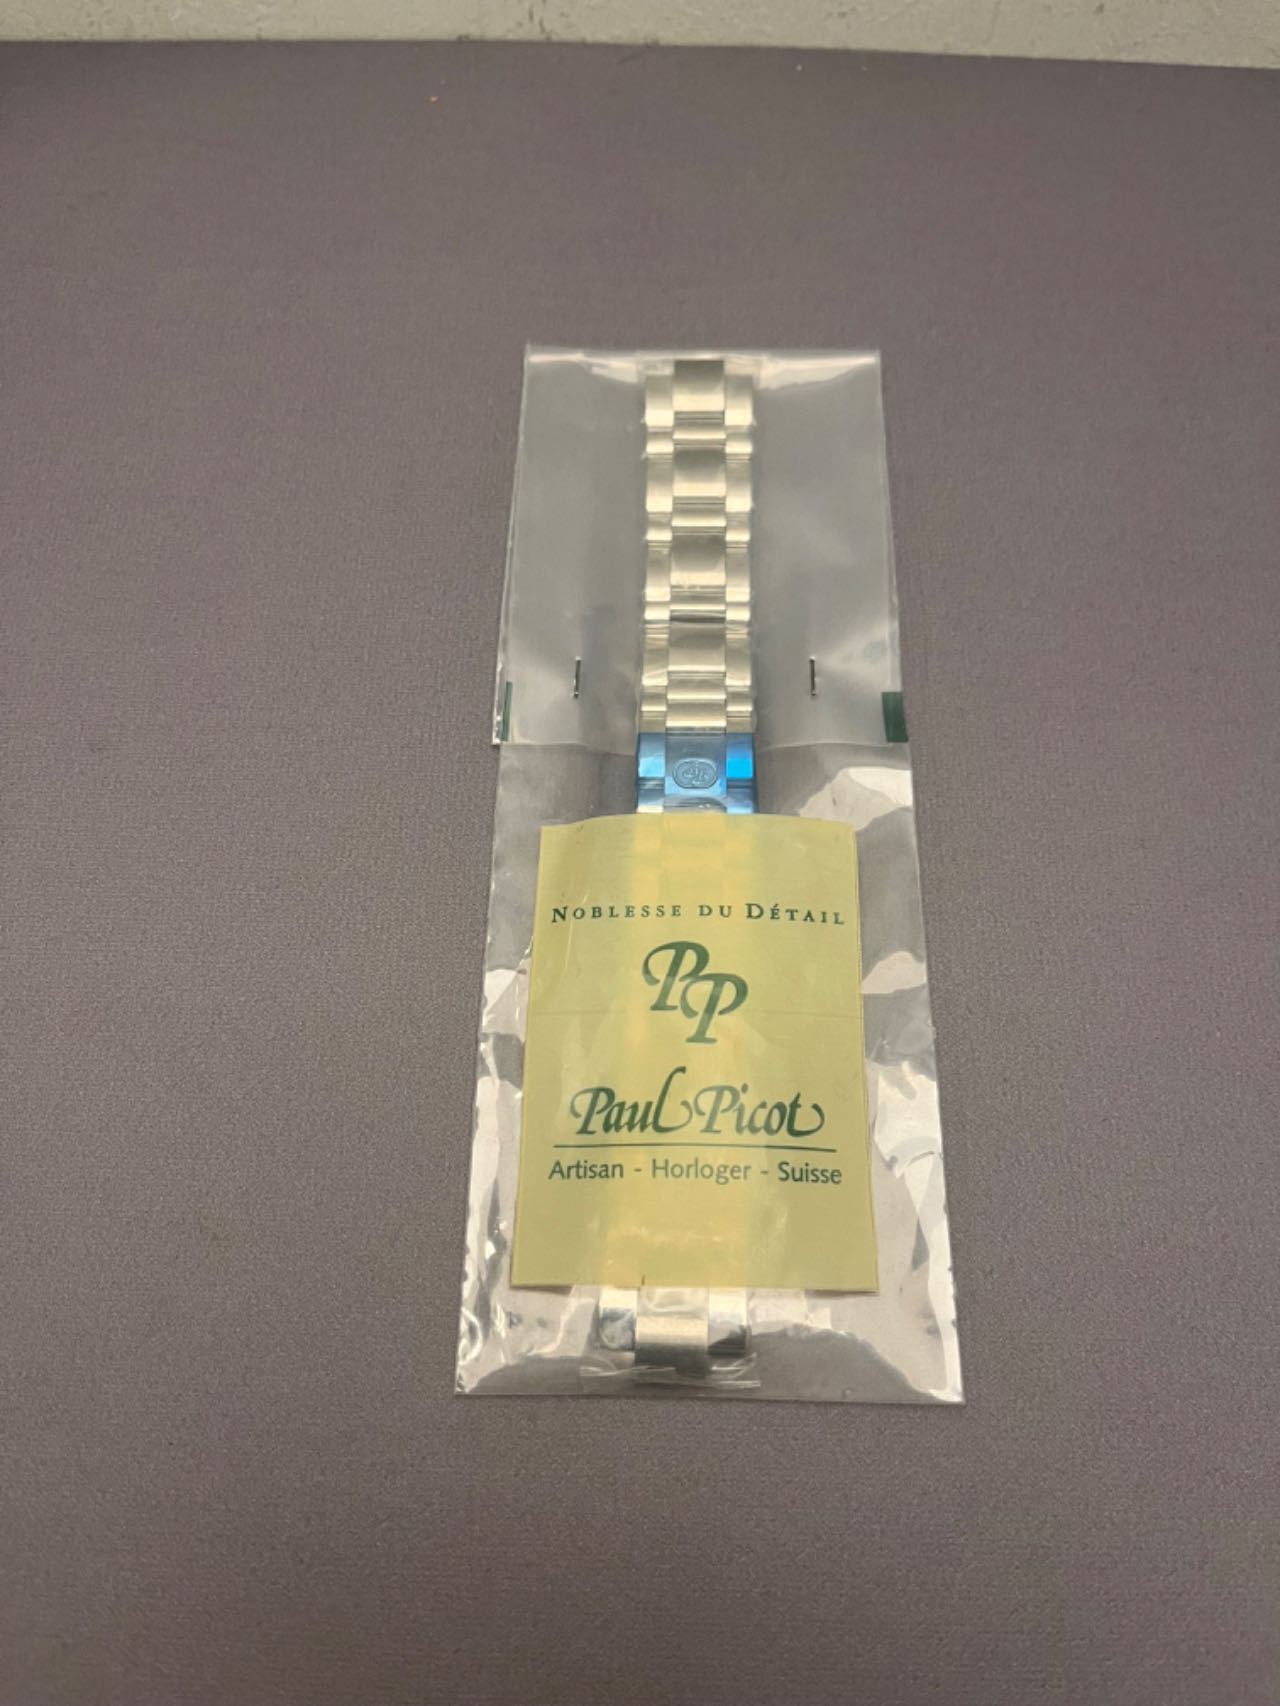 NOBLESSE DU DÉTAIL
PP
Paul Picot
Artisan - Horloger - Suisse